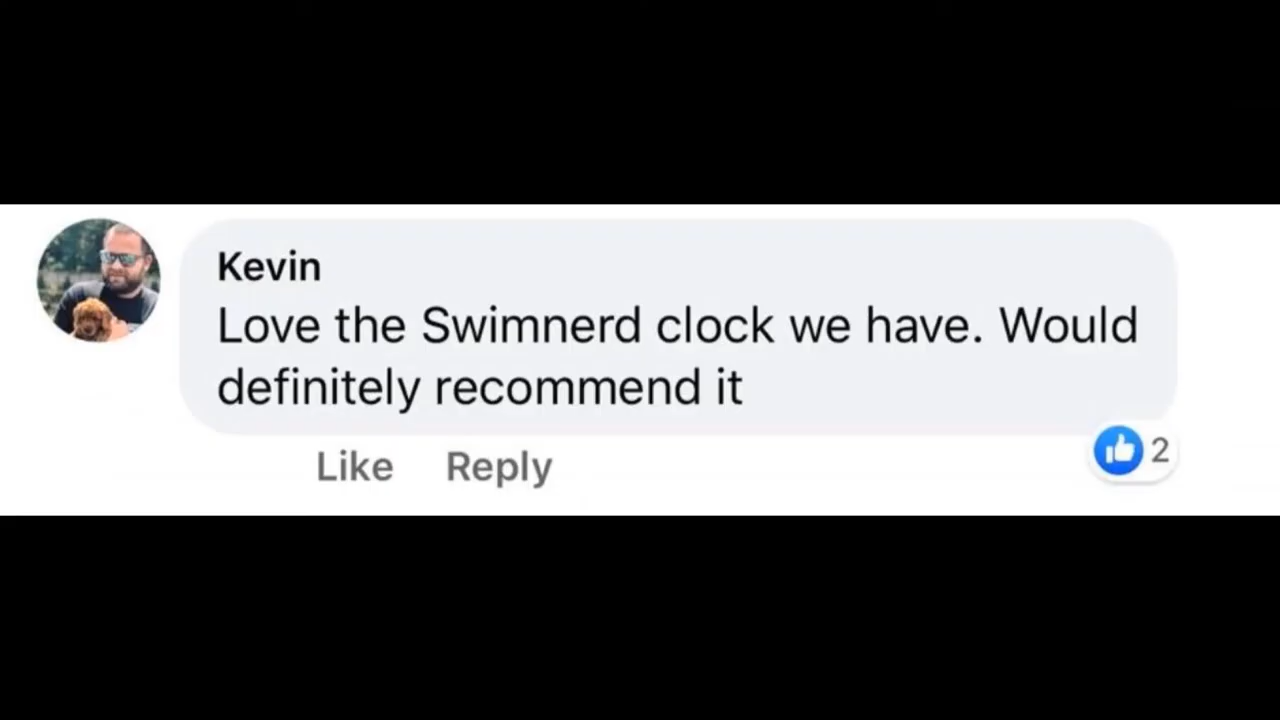 Kevin
Love the Swimnerd clock we have. Would
definitely recommend it
Like Reply 2